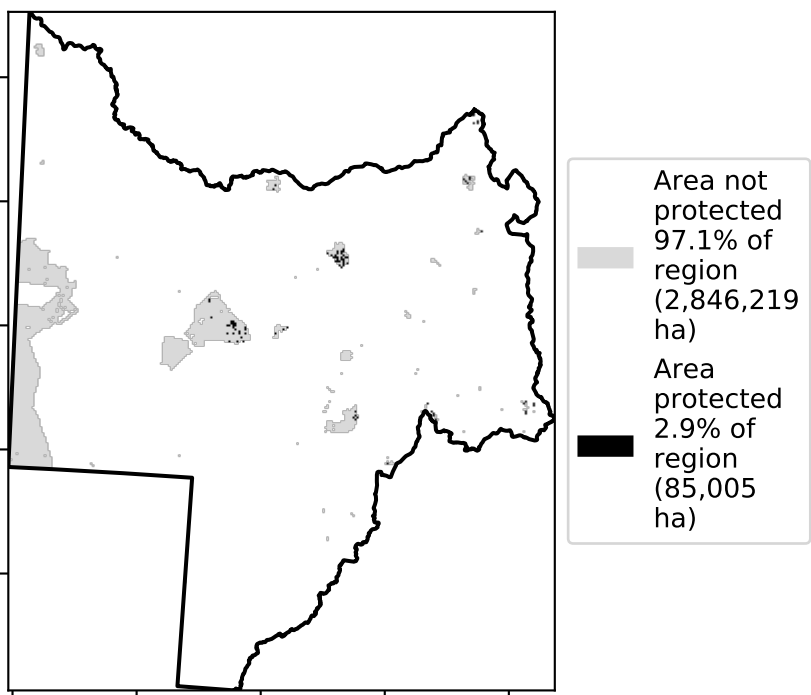 Area not
protected
97.1% of
region
(2,846,219
ha)
Area
protected
2.9% of
region
(85,005
ha)